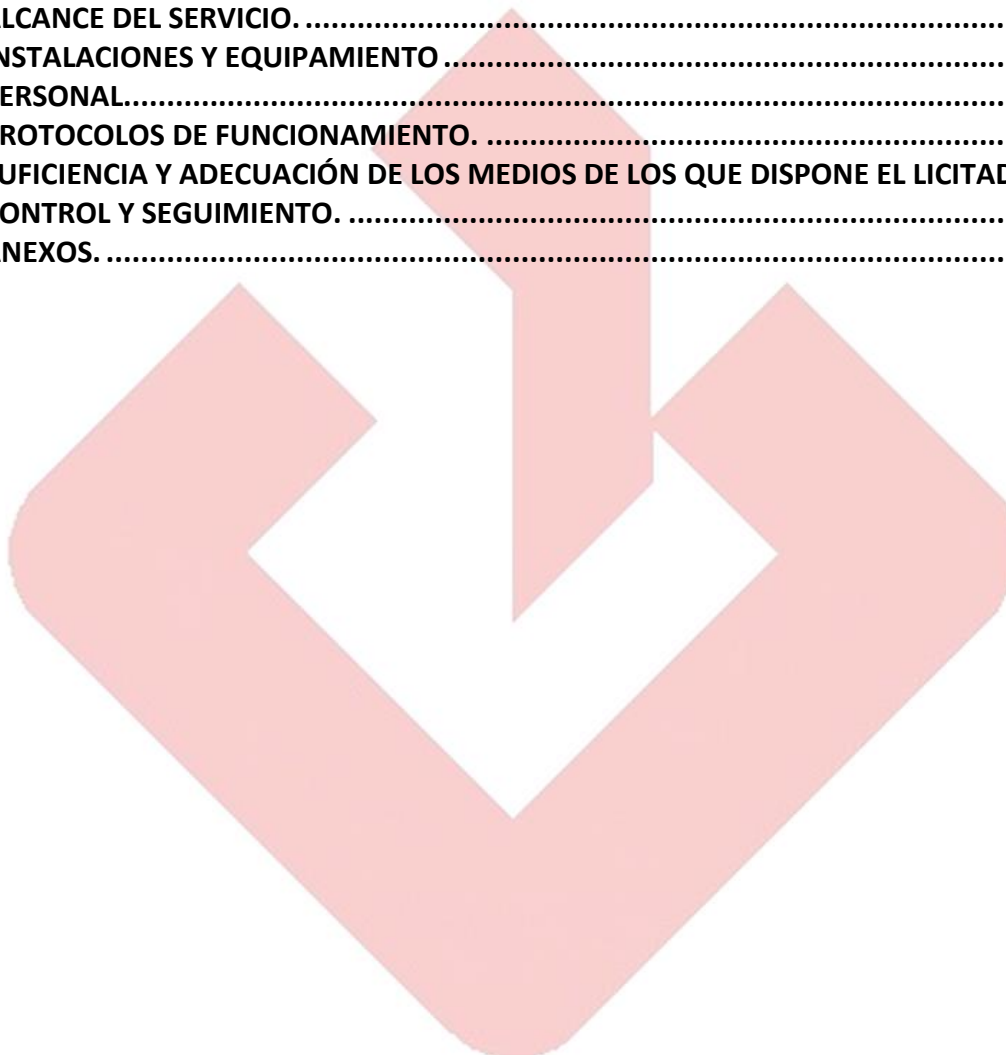 LCANCE DEL SERVICIO. ........................................................................................
NSTALACIONES Y EQUIPAMIENTO ........................................................................
ERSONAL...............................................................................................................
ROTOCOLOS DE FUNCIONAMIENTO. ..................................................................
UFICIENCIA Y ADECUACIÓN DE LOS MEDIOS DE LOS QUE DISPONE EL LICITAD
ONTROL Y SEGUIMIENTO. ..................................................................................
NEXOS. .................................................................................................................